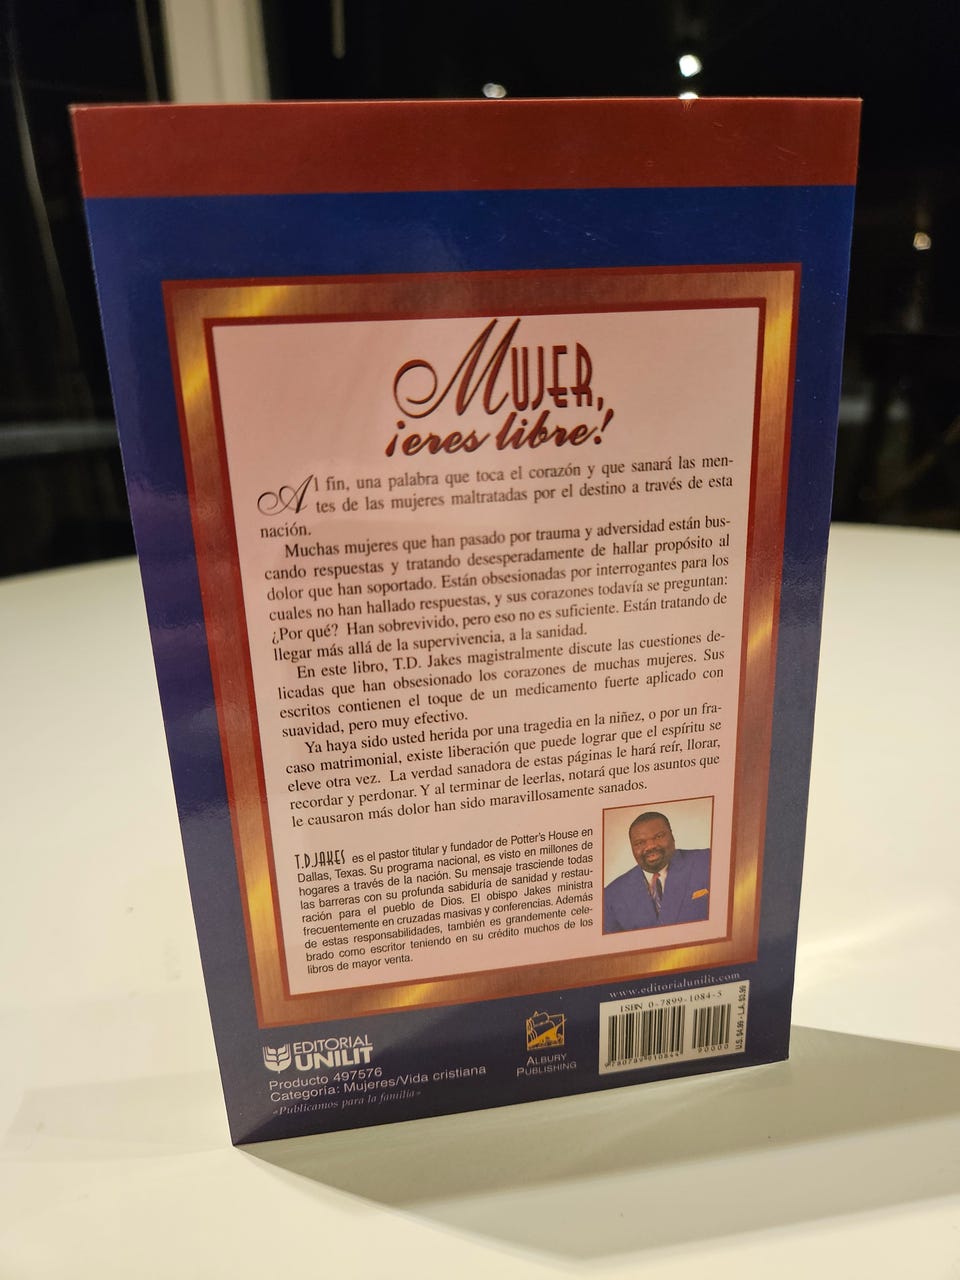 MUJER,
¡eres libre!
Al fin, una palabra que toca el corazón y que sanará las men-
tes de las mujeres maltratadas por el destino a través de esta
nación.
Muchas mujeres que han pasado por trauma y adversidad están bus-
cando respuestas y tratando desesperadamente de hallar propósito al
dolor que han soportado. Están obsesionadas por interrogantes para los
cuales no han hallado respuestas, y sus corazones todavía se preguntan:
¿Por qué? Han sobrevivido, pero eso no es suficiente. Están tratando de
llegar más allá de la supervivencia, a la sanidad.
En este libro, T.D. Jakes magistralmente discute las cuestiones de-
licadas que han obsesionado los corazones de muchas mujeres. Sus
escritos contienen el toque de un medicamento fuerte aplicado con
suavidad, pero muy efectivo.
Ya haya sido usted herida por una tragedia en la niñez, o por un fra-
caso matrimonial, existe liberación que puede lograr que el espíritu se
eleve otra vez. La verdad sanadora de estas páginas le hará reír, llorar,
recordar y perdonar. Y al terminar de leerlas, notará que los asuntos que
le causaron más dolor han sido maravillosamente sanados.
T.D. JAKES es el pastor titular y fundador de Potter's House en
Dallas, Texas. Su programa nacional, es visto en millones de
hogares a través de la nación. Su mensaje trasciende todas
las barreras con su profunda sabiduría de sanidad y restau-
ración para el pueblo de Dios. El obispo Jakes ministra
frecuentemente en cruzadas masivas y conferencias. Además
de estas responsabilidades, también es grandemente cele-
brado como escritor teniendo en su crédito muchos de los
libros de mayor venta.
www.editorialunilit.com
ISBN 0-7899-1084-5
9 780789 910844
90000
U.S. $4.99 • L.A. $3.99
EDITORIAL
UNILIT
Producto 497576
Categoría: Mujeres/Vida cristiana
«Publicamos para la familia»
ALBURY
PUBLISHING